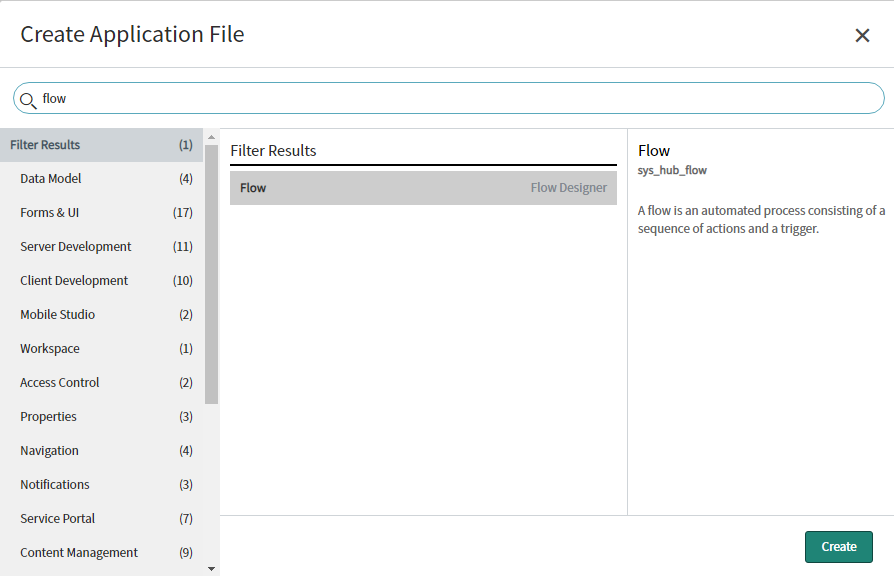 Create Application File
flow
Filter Results (1)
Data Model (4)
Forms & UI (17)
Server Development (11)
Client Development (10)
Mobile Studio (2)
Workspace (1)
Access Control (2)
Properties (3)
Navigation (4)
Notifications (3)
Service Portal (7)
Content Management (9)
Filter Results
Flow Flow Designer
Flow
sys_hub_flow
A flow is an automated process consisting of a
sequence of actions and a trigger.
Create